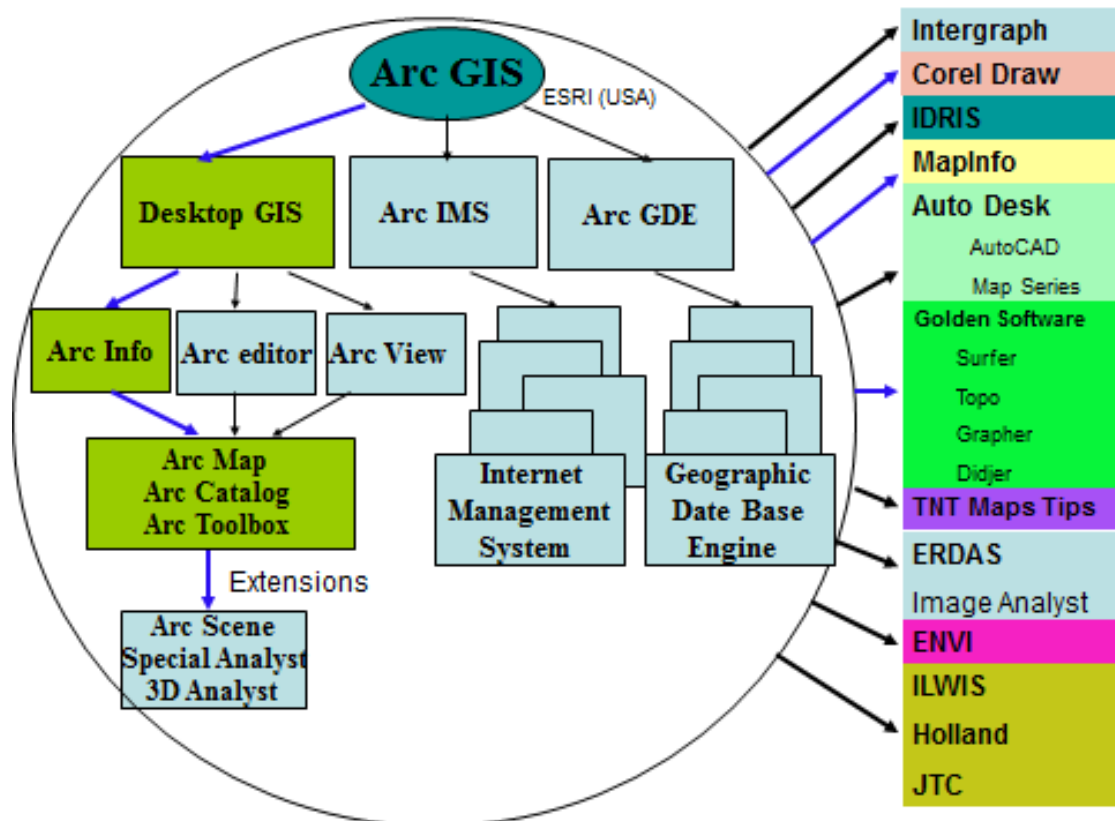 Arc GIS
ESRI (USA)
Desktop GIS
Arc IMS
Arc GDE
Arc Info
Arc editor
Arc View
Arc Map
Arc Catalog
Arc Toolbox
Internet
Management
System
Geographic
Date Base
Engine
Extensions
Arc Scene
Special Analyst
3D Analyst
Intergraph
Corel Draw
IDRIS
MapInfo
Auto Desk
AutoCAD
Map Series
Golden Software
Surfer
Topo
Grapher
Didjer
TNT Maps Tips
ERDAS
Image Analyst
ENVI
ILWIS
Holland
JTC